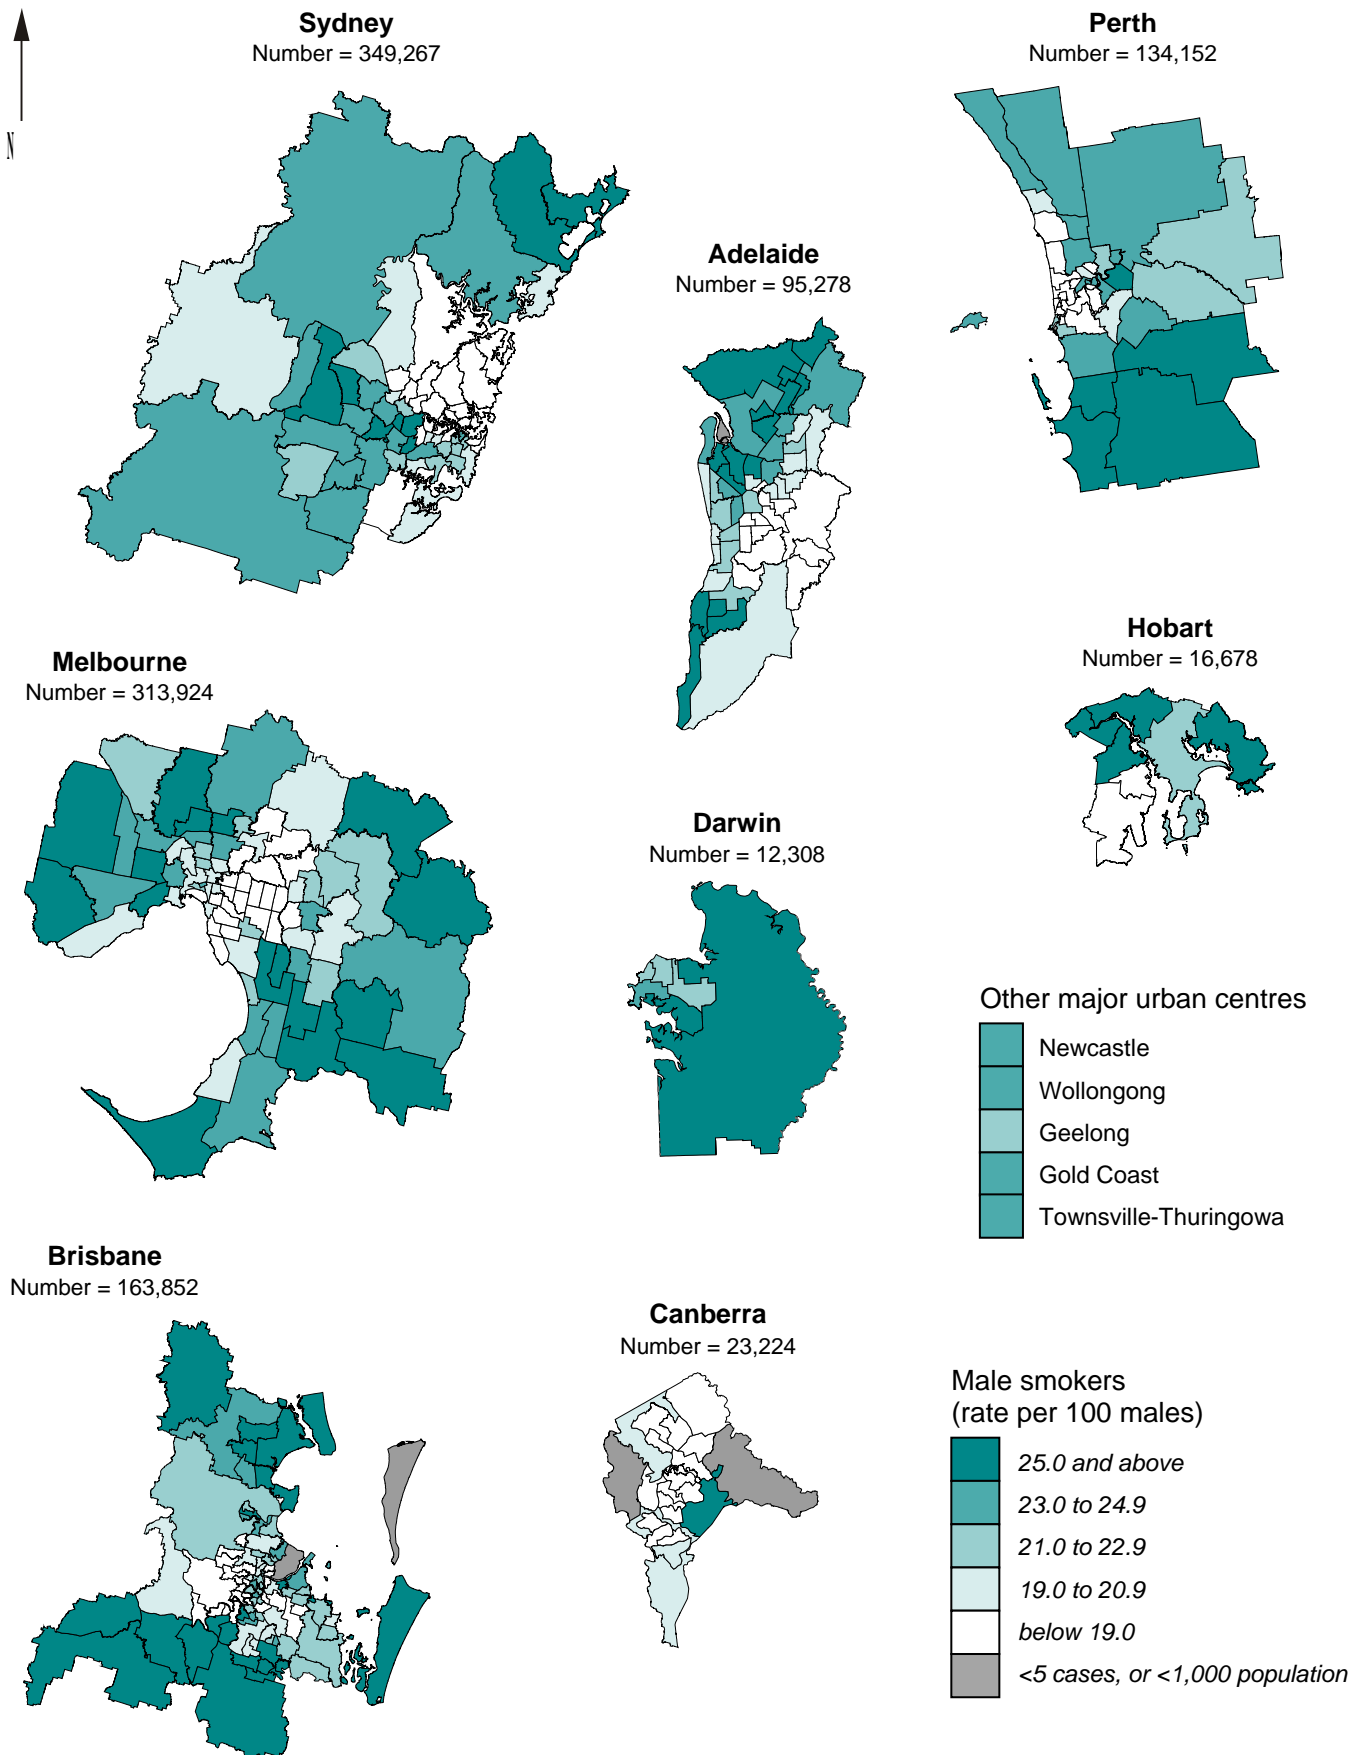 Sydney
Number = 349,267
Perth
Number = 134,152
N
Adelaide
Number = 95,278
Hobart
Number = 16,678
Melbourne
Number = 313,924
Darwin
Number = 12,308
Other major urban centres
Newcastle
Wollongong
Geelong
Gold Coast
Townsville-Thuringowa
Brisbane
Number = 163,852
Canberra
Number = 23,224
Male smokers
(rate per 100 males)
25.0 and above
23.0 to 24.9
21.0 to 22.9
19.0 to 20.9
below 19.0
<5 cases, or <1,000 population